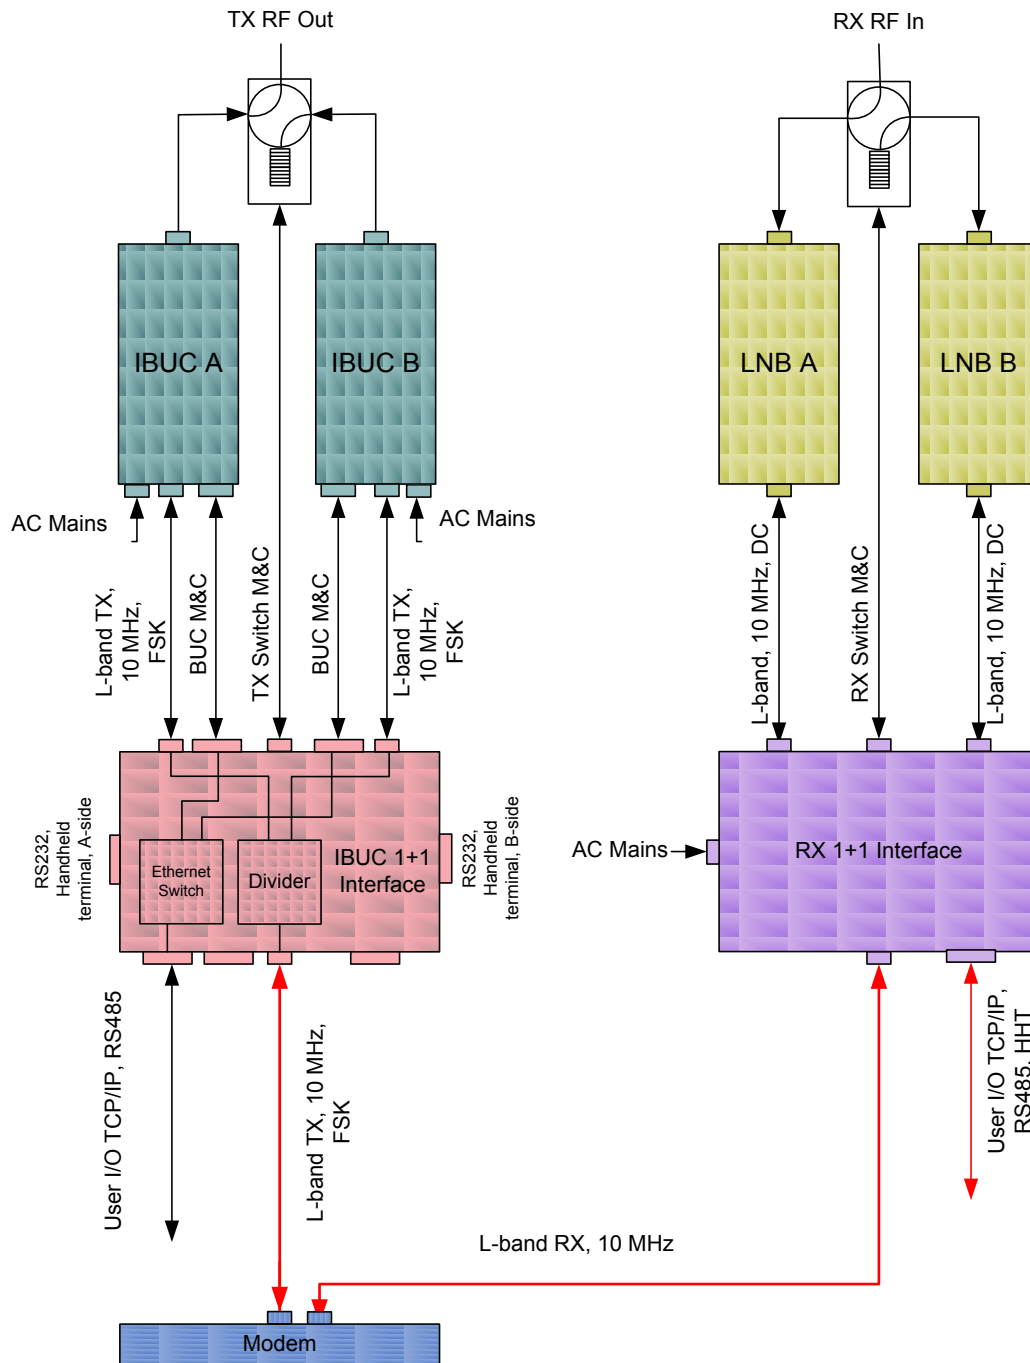 TX RF Out
RX RF In
IBUC A
IBUC B
LNB A
LNB B
AC Mains
AC Mains
L-band TX,
10 MHz,
FSK
BUC M&C
TX Switch M&C
BUC M&C
L-band TX,
10 MHz,
FSK
L-band, 10 MHz, DC
RX Switch M&C
L-band, 10 MHz, DC
RS232,
Handheld
terminal, A-side
Ethernet
Switch
Divider
IBUC 1+1
Interface
RS232,
Handheld
terminal, B-side
AC Mains
RX 1+1 Interface
User I/O TCP/IP, RS485
L-band TX, 10 MHz,
FSK
User I/O TCP/IP,
RS485, HHT
L-band RX, 10 MHz
Modem